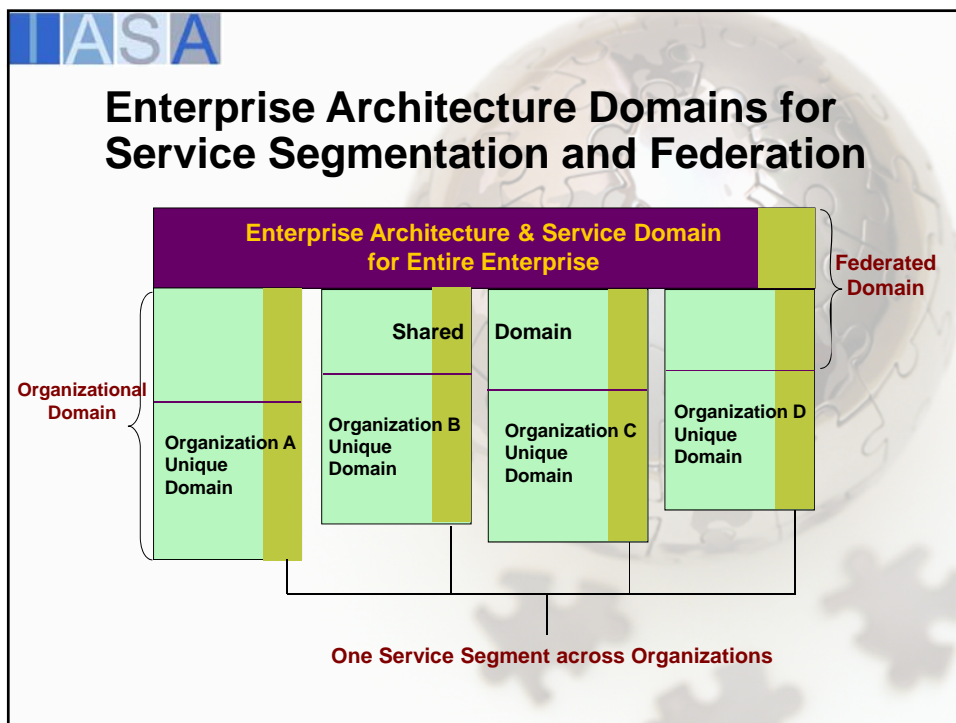 IASA
Enterprise Architecture Domains for
Service Segmentation and Federation
Enterprise Architecture & Service Domain
for Entire Enterprise
Federated
Domain
Shared Domain
Organizational
Domain
Organization A
Unique
Domain
Organization B
Unique
Domain
Organization C
Unique
Domain
Organization D
Unique
Domain
One Service Segment across Organizations